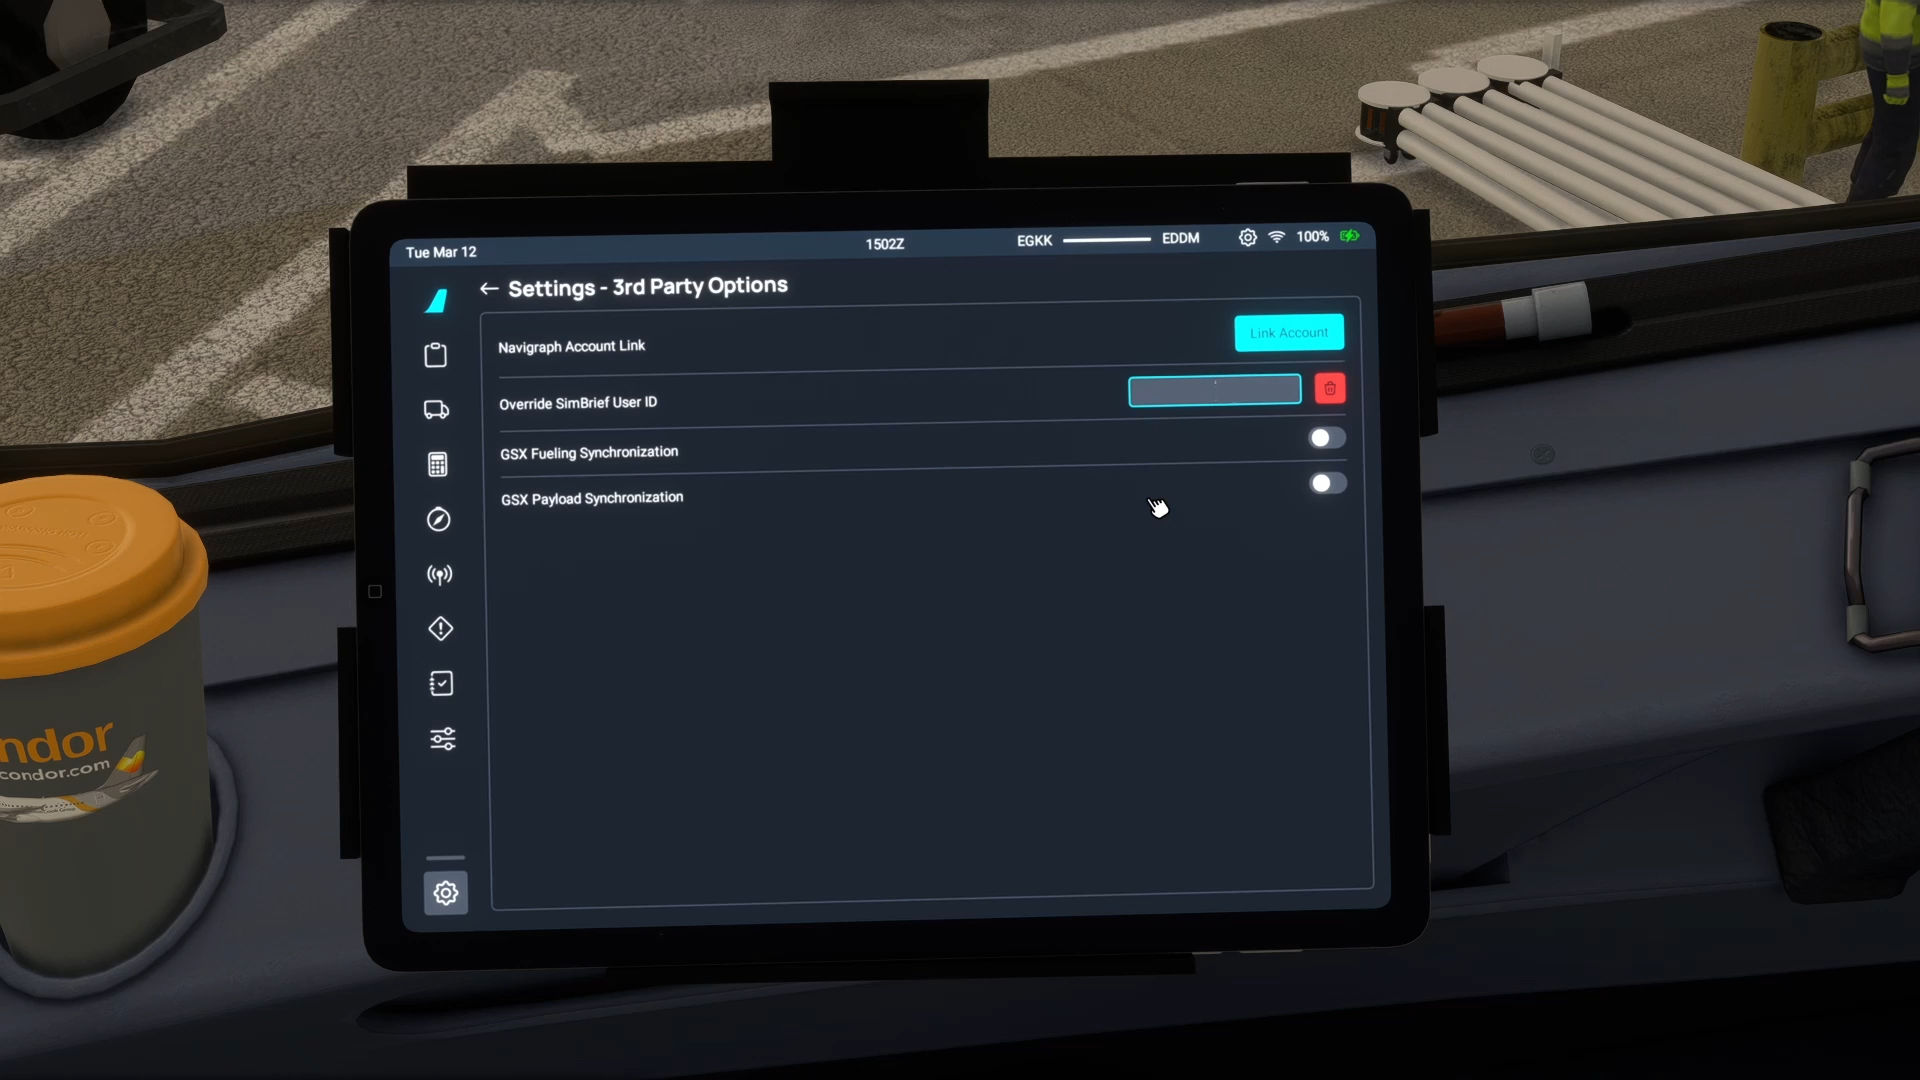 Tue Mar 12
1502Z
EGKK
EDDM
100%
← Settings - 3rd Party Options
Navigraph Account Link
Link Account
Override SimBrief User ID
GSX Fueling Synchronization
GSX Payload Synchronization
ndor
condor.com